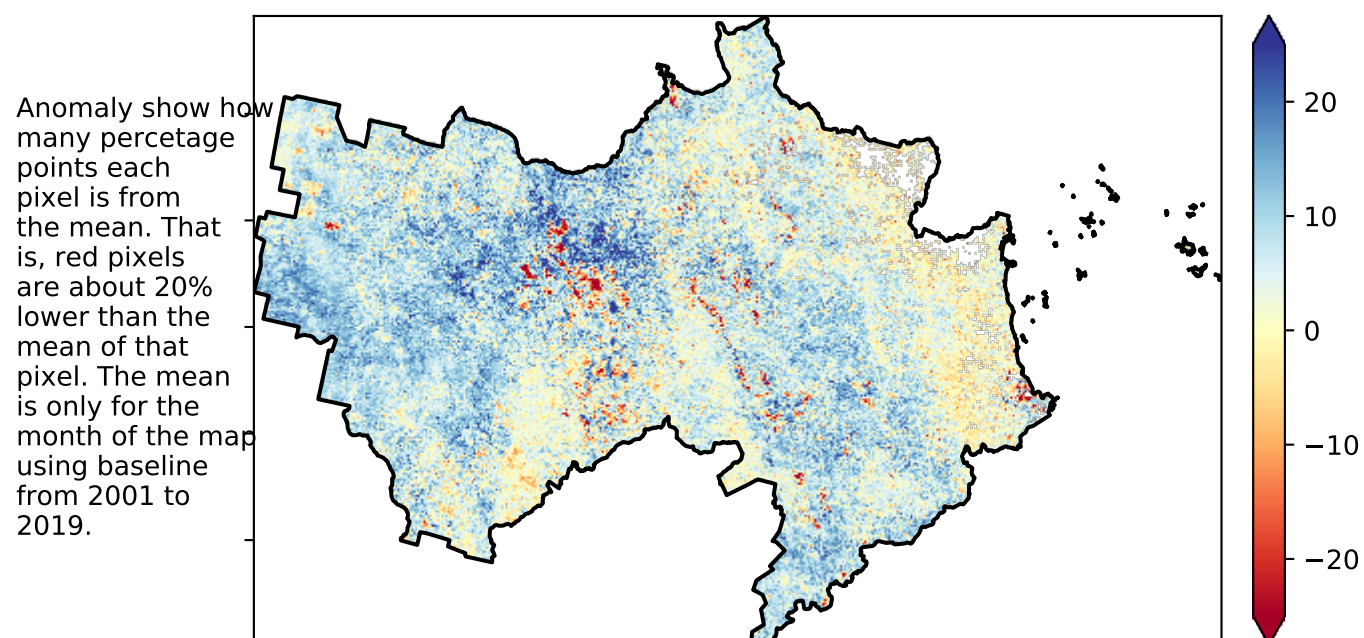 Anomaly show how
many percetage
points each
pixel is from
the mean. That
is, red pixels
are about 20%
lower than the
mean of that
pixel. The mean
is only for the
month of the map
using baseline
from 2001 to
2019.
20
10
0
−10
−20